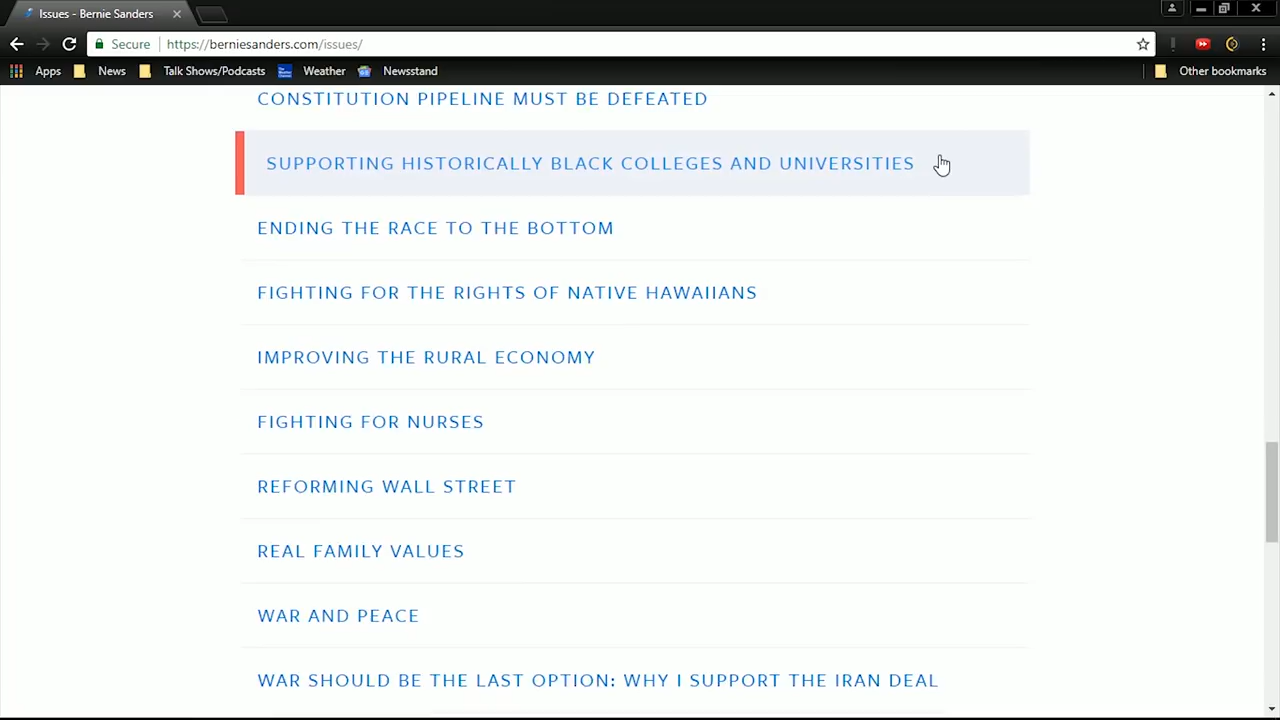 Issues - Bernie Sanders
Secure https://berniesanders.com/issues/
Apps News Talk Shows/Podcasts Weather Newsstand Other bookmarks
CONSTITUTION PIPELINE MUST BE DEFEATED
SUPPORTING HISTORICALLY BLACK COLLEGES AND UNIVERSITIES
ENDING THE RACE TO THE BOTTOM
FIGHTING FOR THE RIGHTS OF NATIVE HAWAIIANS
IMPROVING THE RURAL ECONOMY
FIGHTING FOR NURSES
REFORMING WALL STREET
REAL FAMILY VALUES
WAR AND PEACE
WAR SHOULD BE THE LAST OPTION: WHY I SUPPORT THE IRAN DEAL